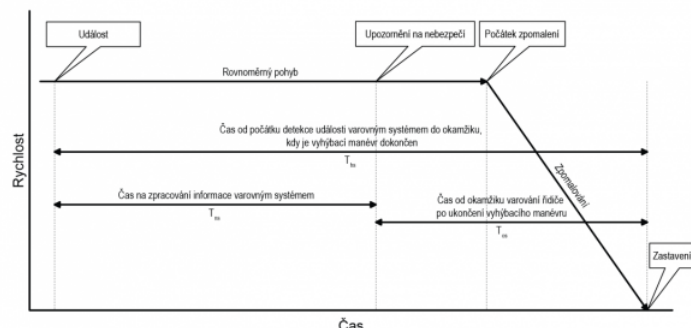 Událost
Upozornění na nebezpečí
Počátek zpomalení
Rovnoměrný pohyb
Čas od počátku detekce události varovným systémem do okamžiku,
kdy je vyhýbací manévr dokončen
T
Zpomalování
Čas na zpracování informace varovným systémem
T
Čas od okamžiku varování řidiče
po ukončení vyhýbacího manévru
T
Zastavení
Rychlost
Čas